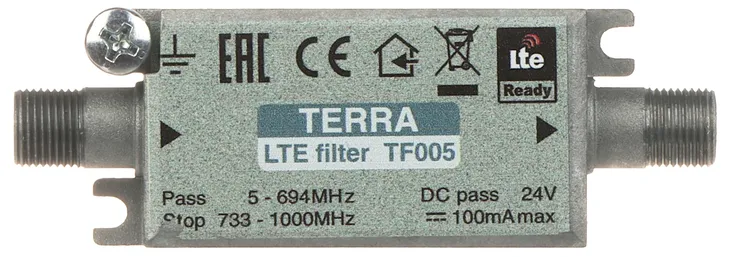 EAC CE
Lte
Ready
TERRA
LTE filter TF005
Pass 5 - 694MHz DC pass 24V
Stop 733 - 1000MHz 100mA max